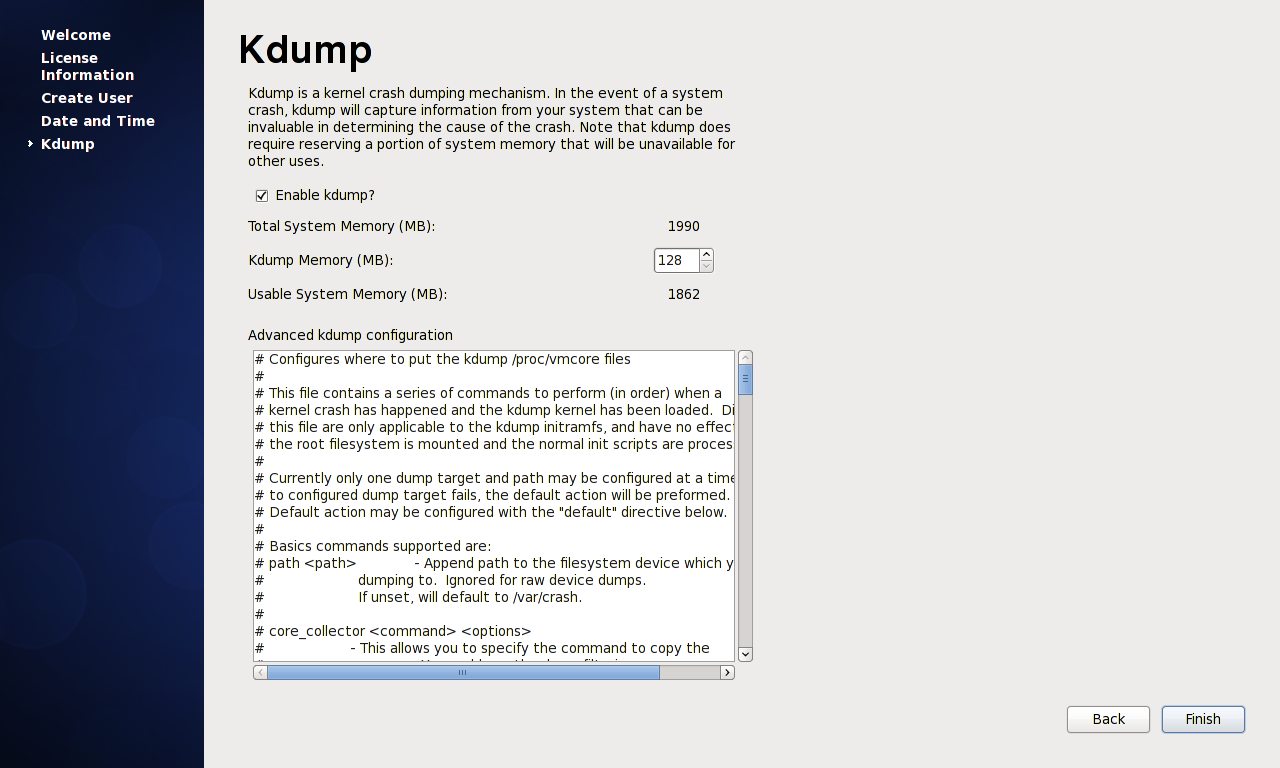 Welcome
License
Information
Create User
Date and Time
Kdump
Kdump
Kdump is a kernel crash dumping mechanism. In the event of a system
crash, kdump will capture information from your system that can be
invaluable in determining the cause of the crash. Note that kdump does
require reserving a portion of system memory that will be unavailable for
other uses.
Enable kdump?
Total System Memory (MB): 1990
Kdump Memory (MB): 128
Usable System Memory (MB): 1862
Advanced kdump configuration
# Configures where to put the kdump /proc/vmcore files
#
# This file contains a series of commands to perform (in order) when a
# kernel crash has happened and the kdump kernel has been loaded.  Di
# this file are only applicable to the kdump initramfs, and have no effec
# the root filesystem is mounted and the normal init scripts are proces
#
# Currently only one dump target and path may be configured at a time
# to configured dump target fails, the default action will be preformed.
# Default action may be configured with the "default" directive below.
#
# Basics commands supported are:
# path <path> - Append path to the filesystem device which y
# dumping to.  Ignored for raw device dumps.
# If unset, will default to /var/crash.
#
# core_collector <command> <options>
# - This allows you to specify the command to copy the
Back
Finish